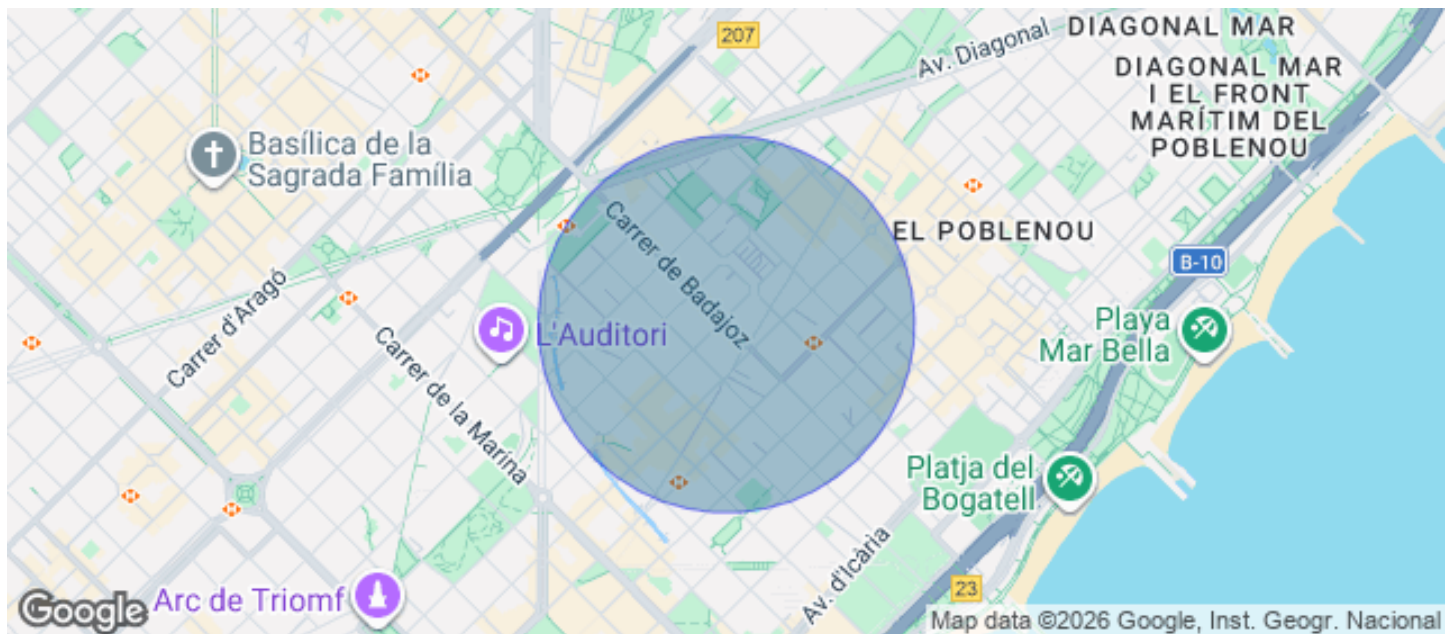 207
Av. Diagonal
DIAGONAL MAR
DIAGONAL MAR
I EL FRONT
MARÍTIM DEL
POBLENOU
Basílica de la
Sagrada Família
Carrer de Badajoz
EL POBLENOU
B-10
Carrer d'Aragó
L'Auditori
Playa
Mar Bella
Carrer de la Marina
Platja del
Bogatell
Av. d'Icària
23
Arc de Triomf
Google
Map data ©2026 Google, Inst. Geogr. Nacional